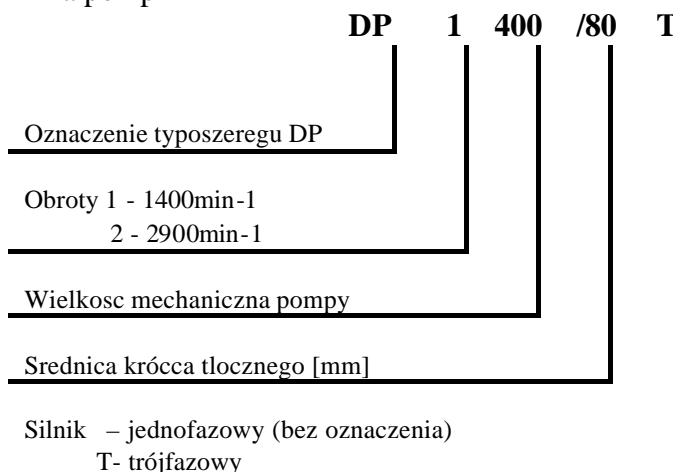 DP 1 400 /80 T
Oznaczenie typoszeregu DP
Obroty 1 - 1400min-1
2 - 2900min-1
Wielkosc mechaniczna pompy
Srednica krócca tlocznego [mm]
Silnik – jednofazowy (bez oznaczenia)
T- trójfazowy